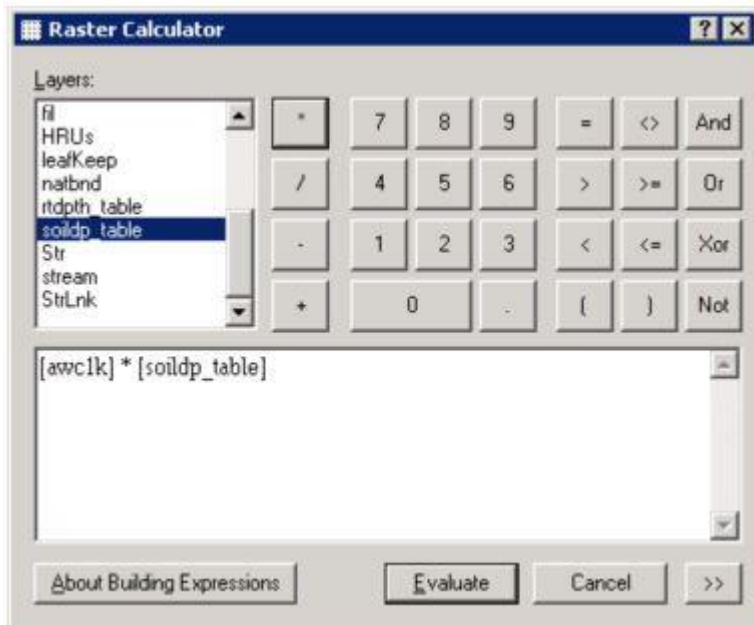 Raster Calculator ? ×
Layers:
fil
HRUs
leafKeep
natbnd
rtdpth_table
soildp_table
Str
stream
StrLnk
* 7 8 9 = <> And
/ 4 5 6 > >= Or
- 1 2 3 < <= Xor
+ 0 . ( ) Not
[awc1k] * [soildp_table]
About Building Expressions Evaluate Cancel >>